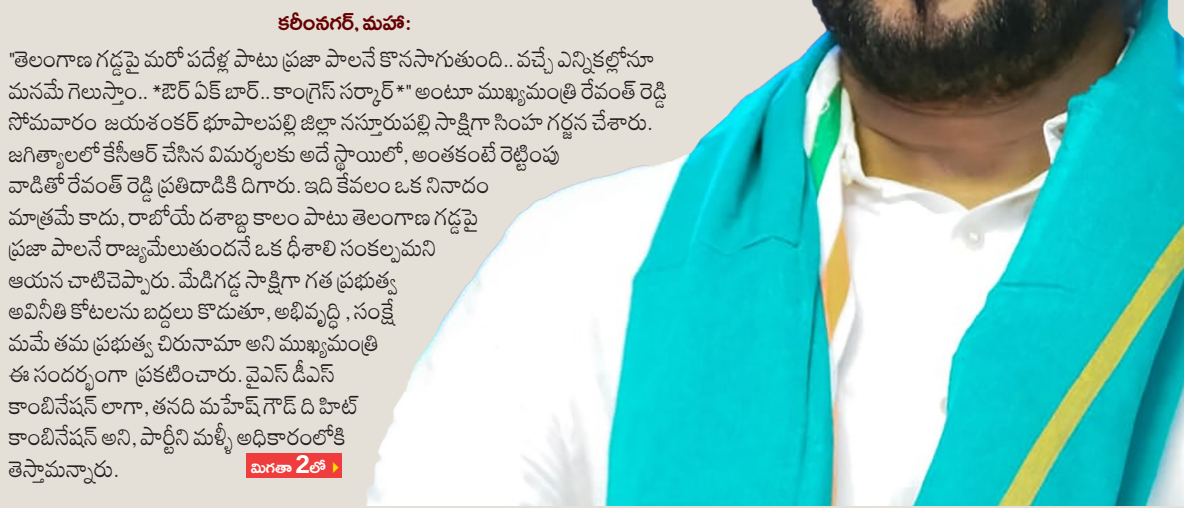 కరీంనగర్, మహా:
"తెలంగాణ గడ్డపై మరో పదేళ్ల పాటు ప్రజా పాలనే కొనసాగుతుంది.. వచ్చే ఎన్నికల్లోనూ
మనమే గెలుస్తాం.. *ఔర్ ఏక్ బార్.. కాంగ్రెస్ సర్కార్*" అంటూ ముఖ్యమంత్రి రేవంత్ రెడ్డి
సోమవారం జయశంకర్ భూపాలపల్లి జిల్లా నస్తూరుపల్లి సాక్షిగా సింహ గర్జన చేశారు.
జగిత్యాలలో కేసీఆర్ చేసిన విమర్శలకు అదే స్థాయిలో, అంతకంటే రెట్టింపు
వాడితో రేవంత్ రెడ్డి ప్రతిదాడికి దిగారు. ఇది కేవలం ఒక నినాదం
మాత్రమే కాదు, రాబోయే దశాబ్ద కాలం పాటు తెలంగాణ గడ్డపై
ప్రజా పాలనే రాజ్యమేలుతుందనే ఒక ధీశాలి సంకల్పమని
ఆయన చాటిచెప్పారు. మేడిగడ్డ సాక్షిగా గత ప్రభుత్వ
అవినీతి కోటలను బద్దలు కొడుతూ, అభివృద్ధి , సంక్షే
మమే తమ ప్రభుత్వ చిరునామా అని ముఖ్యమంత్రి
ఈ సందర్భంగా ప్రకటించారు. వైఎస్ డీఎస్
కాంబినేషన్ లాగా, తనది మహేష్ గౌడ్ ది హిట్
కాంబినేషన్ అని, పార్టీని మళ్ళీ అధికారంలోకి
తెస్తామన్నారు.
మిగతా 2లో